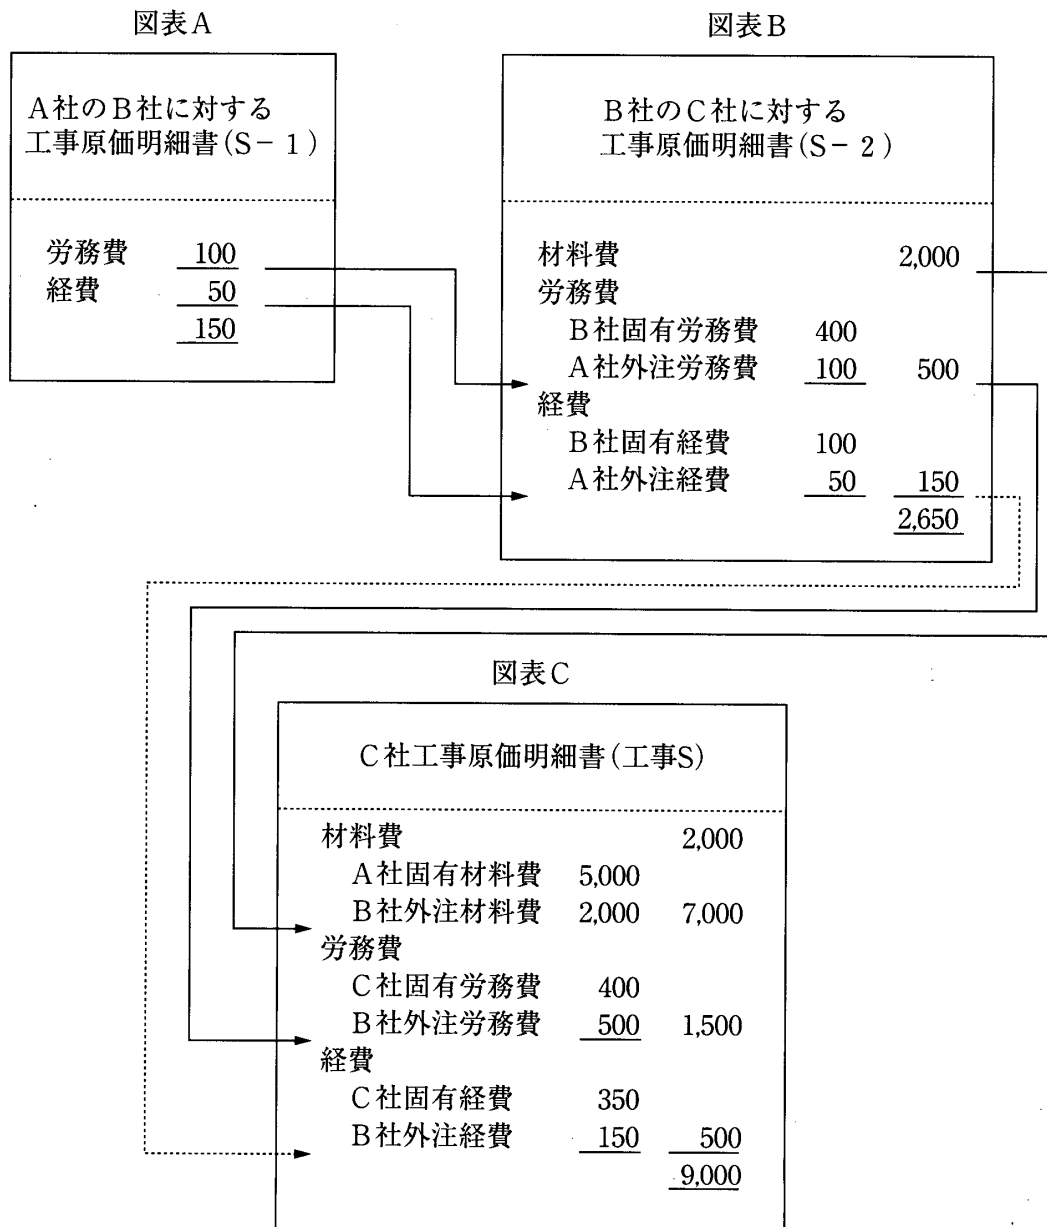 図表A
A社のB社に対する
工事原価明細書(S-1)
労務費 100
経費 50
150
図表B
B社のC社に対する
工事原価明細書(S-2)
材料費 2,000
労務費
B社固有労務費 400
A社外注労務費 100 500
経費
B社固有経費 100
A社外注経費 50 150
2,650
図表C
C社工事原価明細書(工事S)
材料費 2,000
A社固有材料費 5,000
B社外注材料費 2,000 7,000
労務費
C社固有労務費 400
B社外注労務費 500 1,500
経費
C社固有経費 350
B社外注経費 150 500
9,000